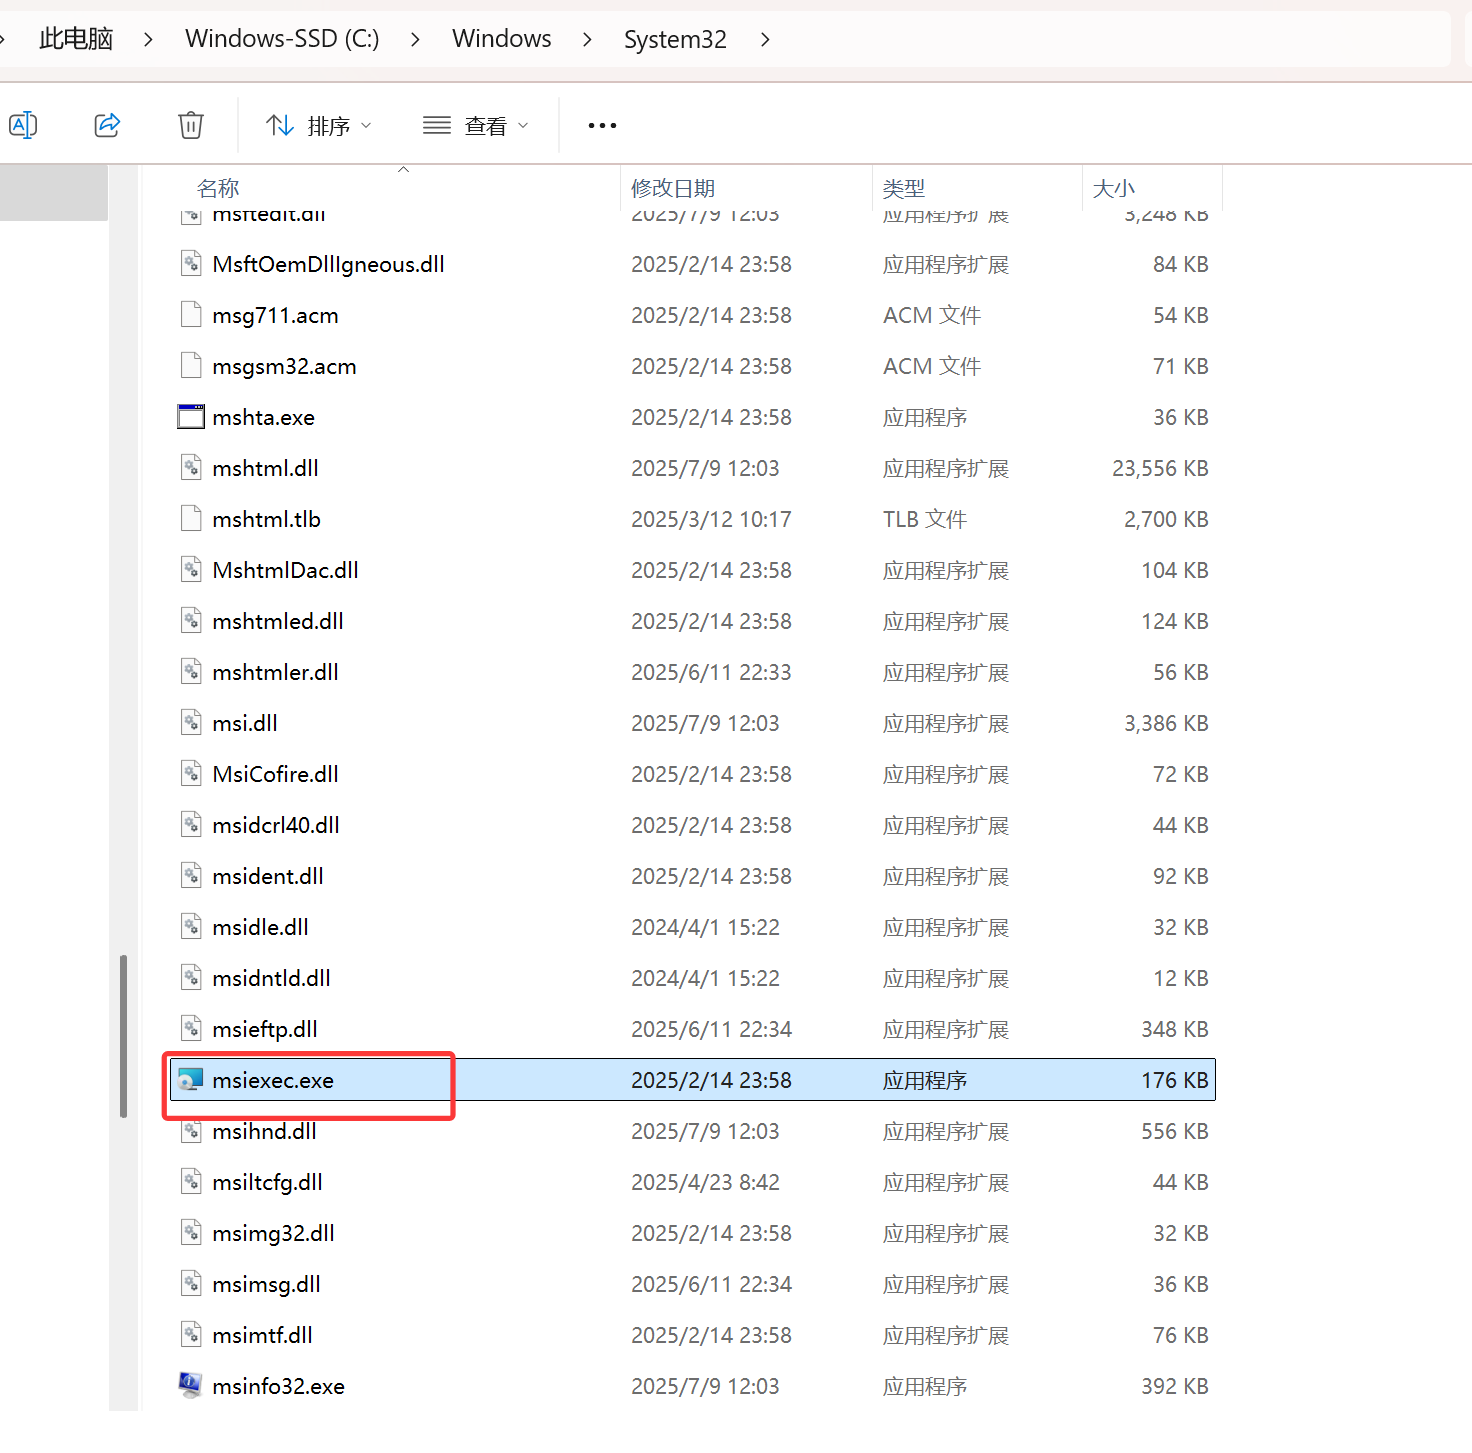 此电脑 > Windows-SSD (C:) > Windows > System32 >
排序 查看
名称 修改日期 类型 大小
msftedit.dll 2025/7/9 12:03 应用程序扩展 3,248 KB
MsftOemDllIgneous.dll 2025/2/14 23:58 应用程序扩展 84 KB
msg711.acm 2025/2/14 23:58 ACM 文件 54 KB
msgsm32.acm 2025/2/14 23:58 ACM 文件 71 KB
mshta.exe 2025/2/14 23:58 应用程序 36 KB
mshtml.dll 2025/7/9 12:03 应用程序扩展 23,556 KB
mshtml.tlb 2025/3/12 10:17 TLB 文件 2,700 KB
MshtmlDac.dll 2025/2/14 23:58 应用程序扩展 104 KB
mshtmled.dll 2025/2/14 23:58 应用程序扩展 124 KB
mshtmler.dll 2025/6/11 22:33 应用程序扩展 56 KB
msi.dll 2025/7/9 12:03 应用程序扩展 3,386 KB
MsiCofire.dll 2025/2/14 23:58 应用程序扩展 72 KB
msidcrl40.dll 2025/2/14 23:58 应用程序扩展 44 KB
msident.dll 2025/2/14 23:58 应用程序扩展 92 KB
msidle.dll 2024/4/1 15:22 应用程序扩展 32 KB
msidntld.dll 2024/4/1 15:22 应用程序扩展 12 KB
msieftp.dll 2025/6/11 22:34 应用程序扩展 348 KB
msiexec.exe 2025/2/14 23:58 应用程序 176 KB
msihnd.dll 2025/7/9 12:03 应用程序扩展 556 KB
msiltcfg.dll 2025/4/23 8:42 应用程序扩展 44 KB
msimg32.dll 2025/2/14 23:58 应用程序扩展 32 KB
msimsg.dll 2025/6/11 22:34 应用程序扩展 36 KB
msimtf.dll 2025/2/14 23:58 应用程序扩展 76 KB
msinfo32.exe 2025/7/9 12:03 应用程序 392 KB